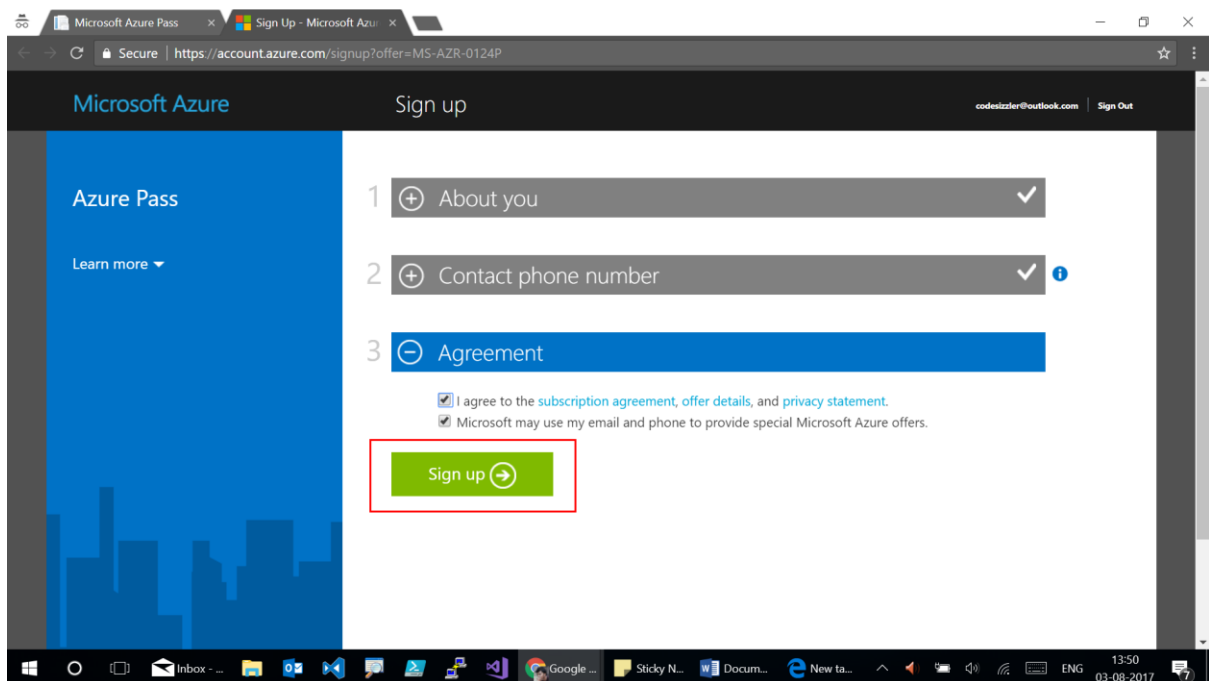 Microsoft Azure Pass
Sign Up - Microsoft Azur
Secure | https://account.azure.com/signup?offer=MS-AZR-0124P
Microsoft Azure
Sign up
codesizzler@outlook.com
Sign Out
Azure Pass
Learn more
1 About you
2 Contact phone number
3 Agreement
I agree to the subscription agreement, offer details, and privacy statement.
Microsoft may use my email and phone to provide special Microsoft Azure offers.
Sign up
Inbox - ...
Google ...
Sticky N...
Docum...
New ta...
ENG
13:50
03-08-2017
7